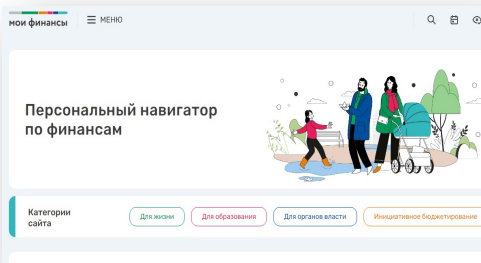 мои финансы
МЕНЮ
Персональный навигатор
по финансам
Категории
сайта
Для жизни
Для образования
Для органов власти
Инициативное бюджетирование